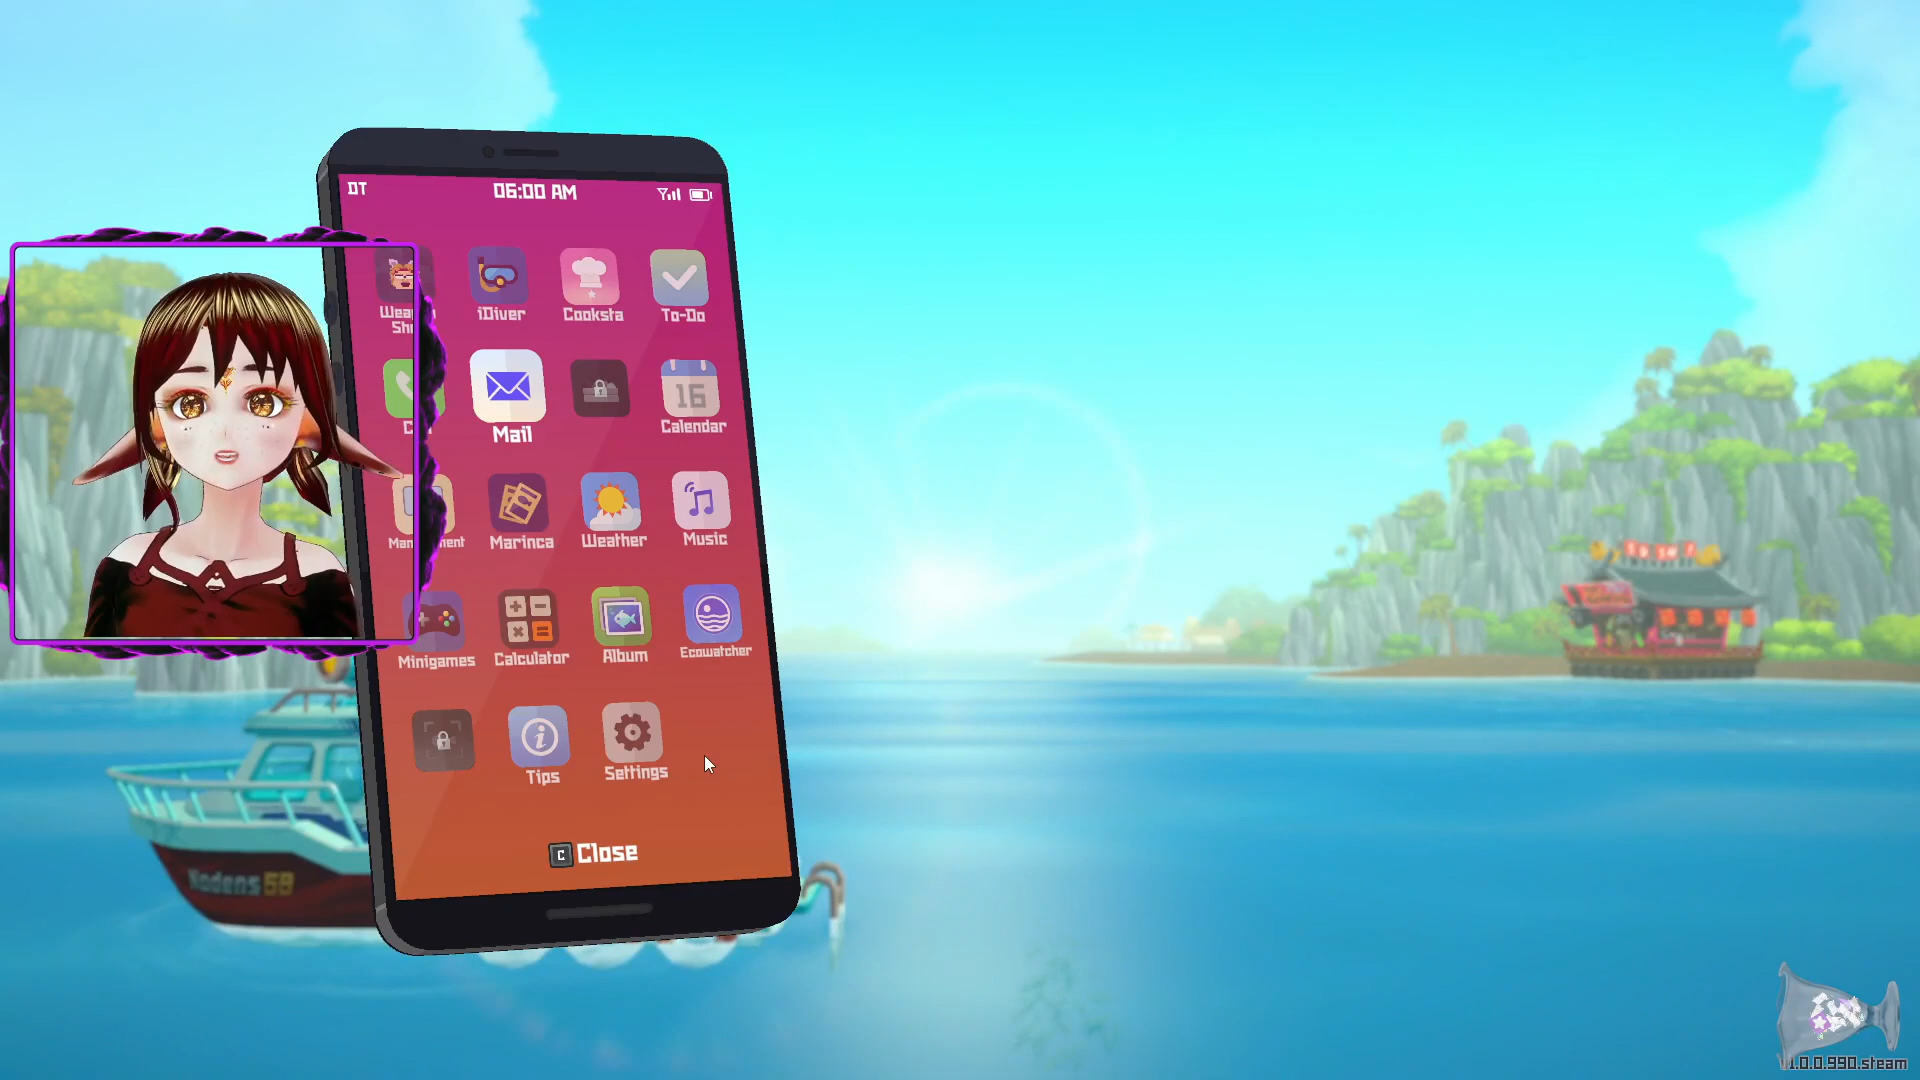 DT
06:00 AM
iDiver
Cooksta
To-Do
Mail
16
Calendar
Marinca
Weather
Music
Minigames
Calculator
Album
Ecowatcher
Tips
Settings
C Close
Nadens68
1.0.0.990.steam